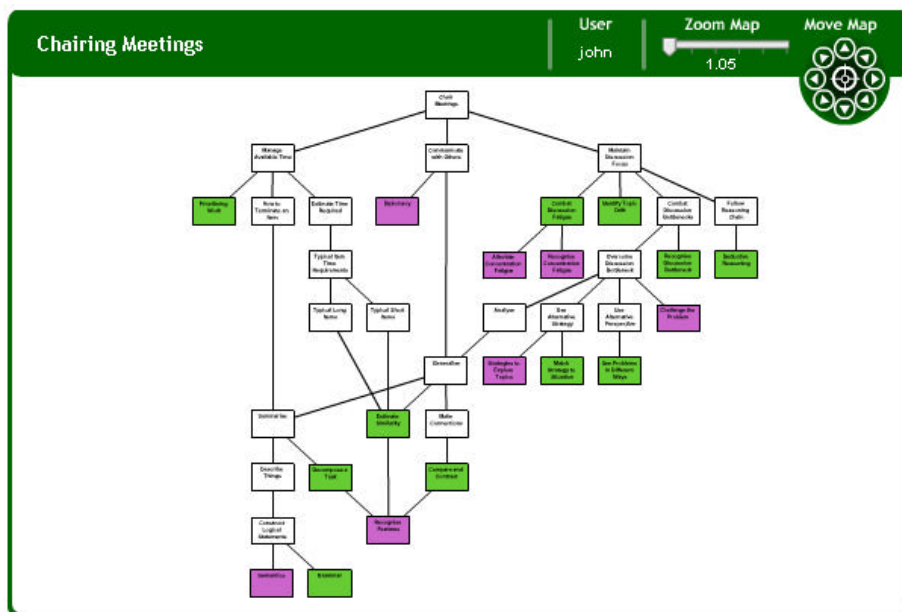 Chairing Meetings
User
john
Zoom Map
1.05
Move Map
Chair
Meetings
Manage
Available Time
Communicate
with Others
Maintain
Discussion
Focus
Prioritising
Work
How to
Terminate an
Item
Estimate Time
Required
Diplomacy
Combat
Discussion
Fatigue
Identify Topic
Drift
Combat
Discussion
Bottlenecks
Follow
Reasoning
Chain
Typical Item
Time
Requirements
Alleviate
Concentration
Fatigue
Recognise
Concentration
Fatigue
Overcome
Discussion
Bottleneck
Recognise
Discussion
Bottleneck
Deductive
Reasoning
Typical Long
Items
Typical Short
Items
Analyse
Use
Alternative
Strategy
Use
Alternative
Perspective
Challenge the
Problem
Generalise
Strategies to
Explore
Topics
Match
Strategy to
Situation
See Problems
in Different
Ways
Summarise
Estimate
Similarity
Make
Connections
Describe
Things
Decompose a
Task
Compare and
Contrast
Construct
Logical
Statements
Recognise
Features
Semantics
Grammar